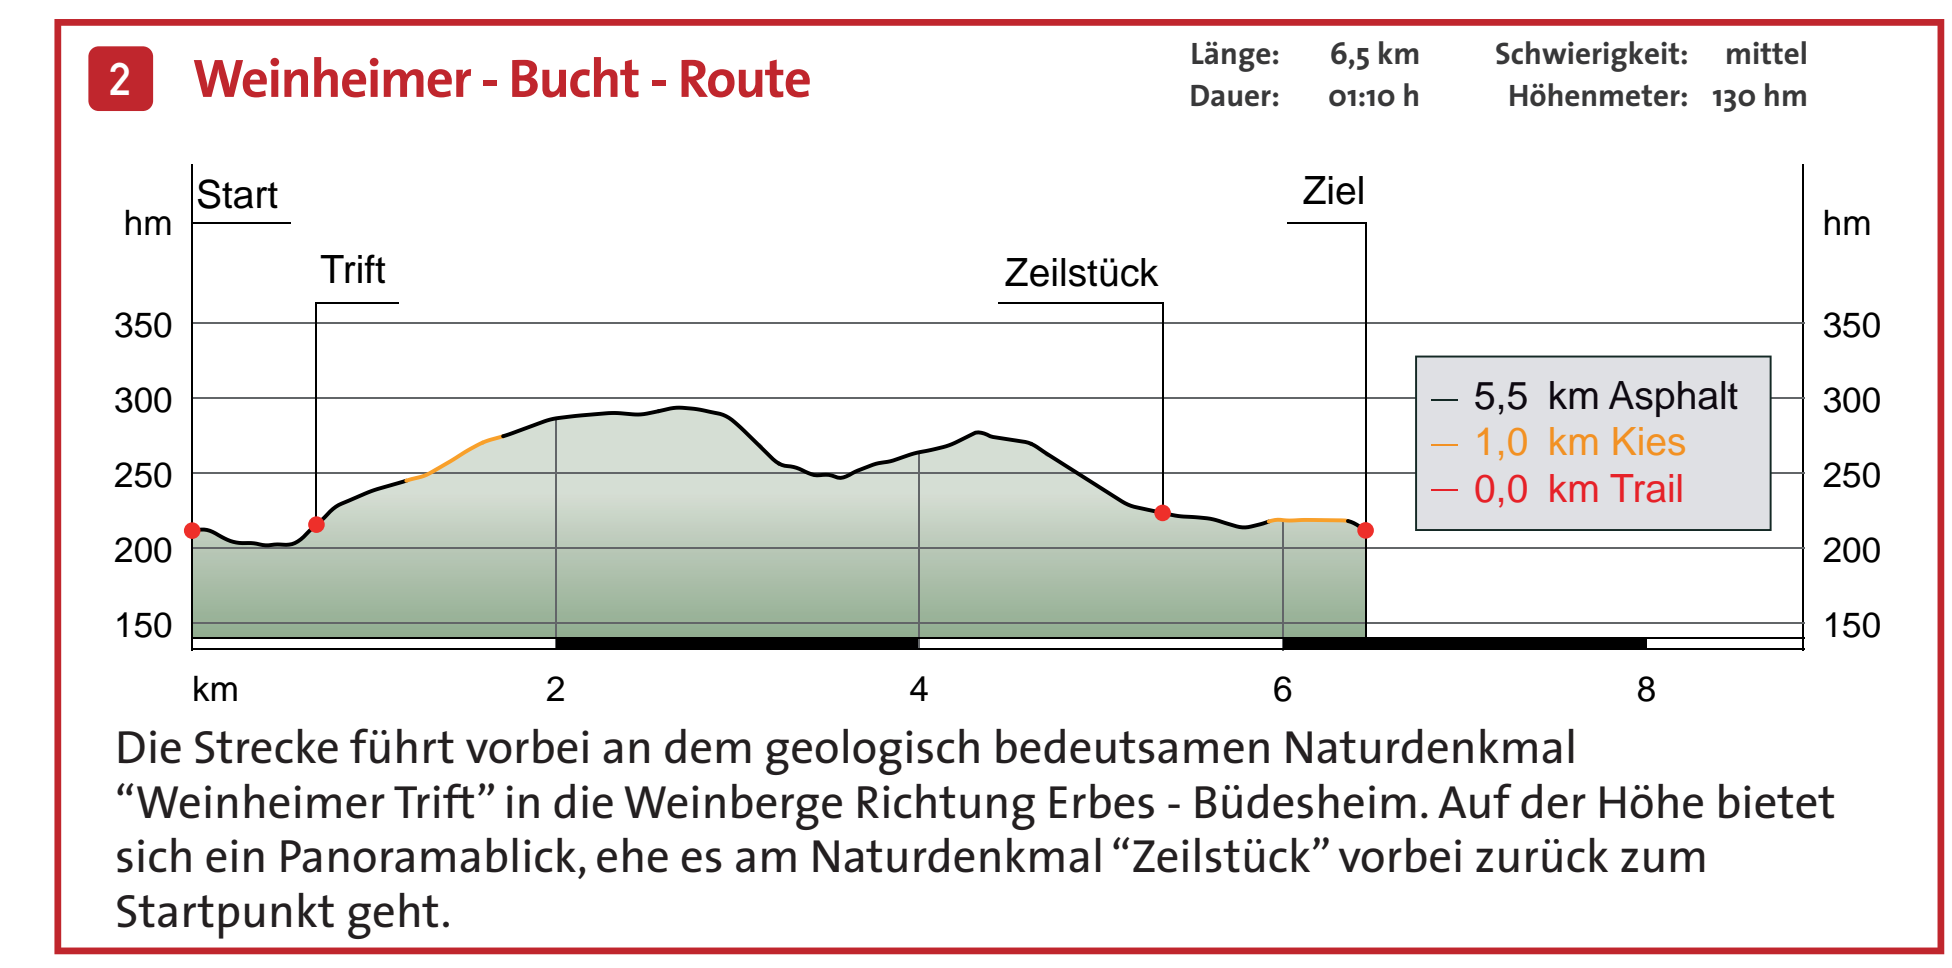 2 Weinheimer - Bucht - Route
Länge: 6,5 km Schwierigkeit: mittel
Dauer: 01:10 h Höhenmeter: 130 hm
Start
Ziel
hm
hm
Trift
Zeilstück
350
350
300
300
250
250
200
200
150
150
5,5 km Asphalt
1,0 km Kies
0,0 km Trail
km 2 4 6 8
Die Strecke führt vorbei an dem geologisch bedeutsamen Naturdenkmal
“Weinheimer Trift” in die Weinberge Richtung Erbes - Büdesheim. Auf der Höhe bietet
sich ein Panoramablick, ehe es am Naturdenkmal “Zeilstück” vorbei zurück zum
Startpunkt geht.